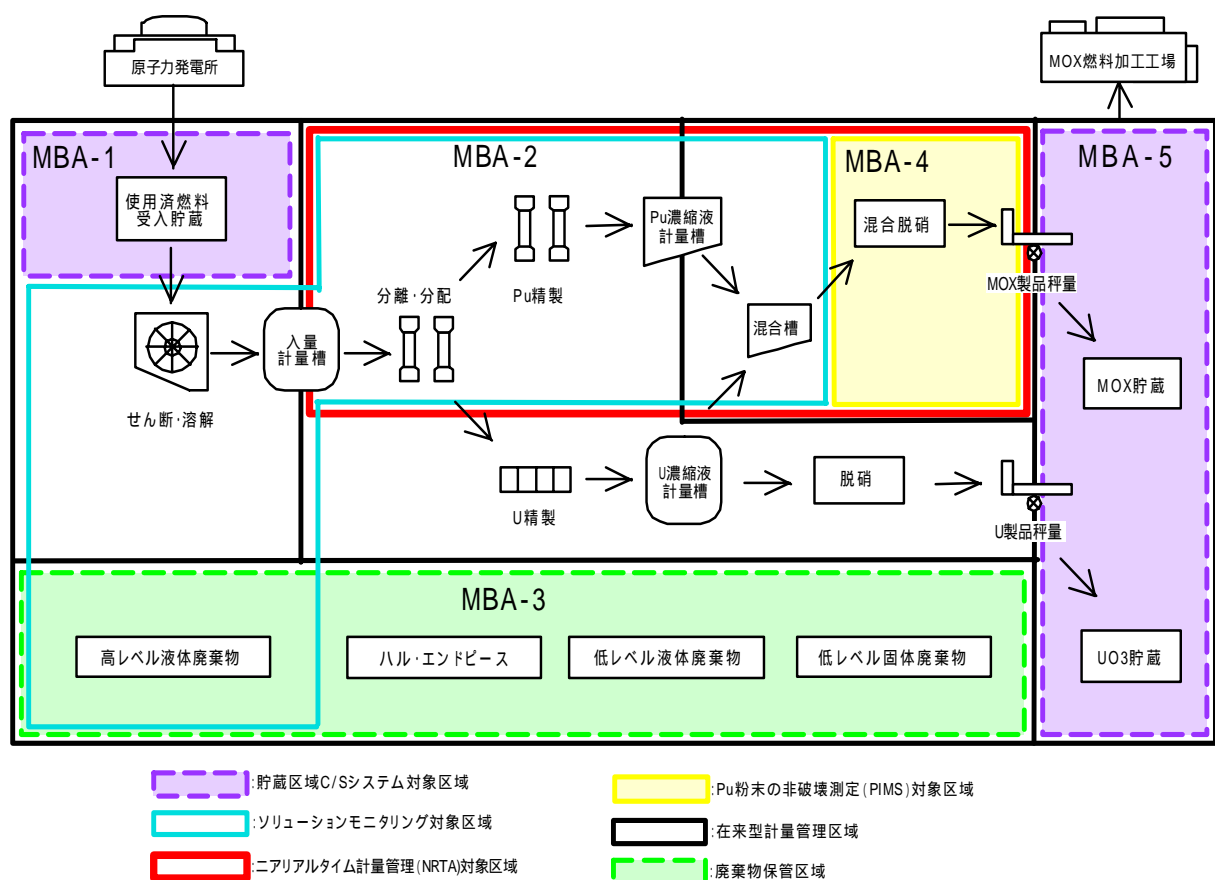 原子力発電所
MOX燃料加工工場
MBA-1
MBA-2
MBA-4
MBA-5
使用済燃料
受入貯蔵
Pu濃縮液
計量槽
混合脱硝
分離・分配
Pu精製
MOX製品秤量
入量
計量槽
混合槽
MOX貯蔵
せん断・溶解
U濃縮液
計量槽
脱硝
U精製
U製品秤量
MBA-3
高レベル液体廃棄物
ハル・エンドピース
低レベル液体廃棄物
低レベル固体廃棄物
UO3貯蔵
:貯蔵区域C/Sシステム対象区域
:Pu粉末の非破壊測定(PIMS)対象区域
:ソリューションモニタリング対象区域
:在来型計量管理区域
:ニアリアルタイム計量管理(NRTA)対象区域
:廃棄物保管区域